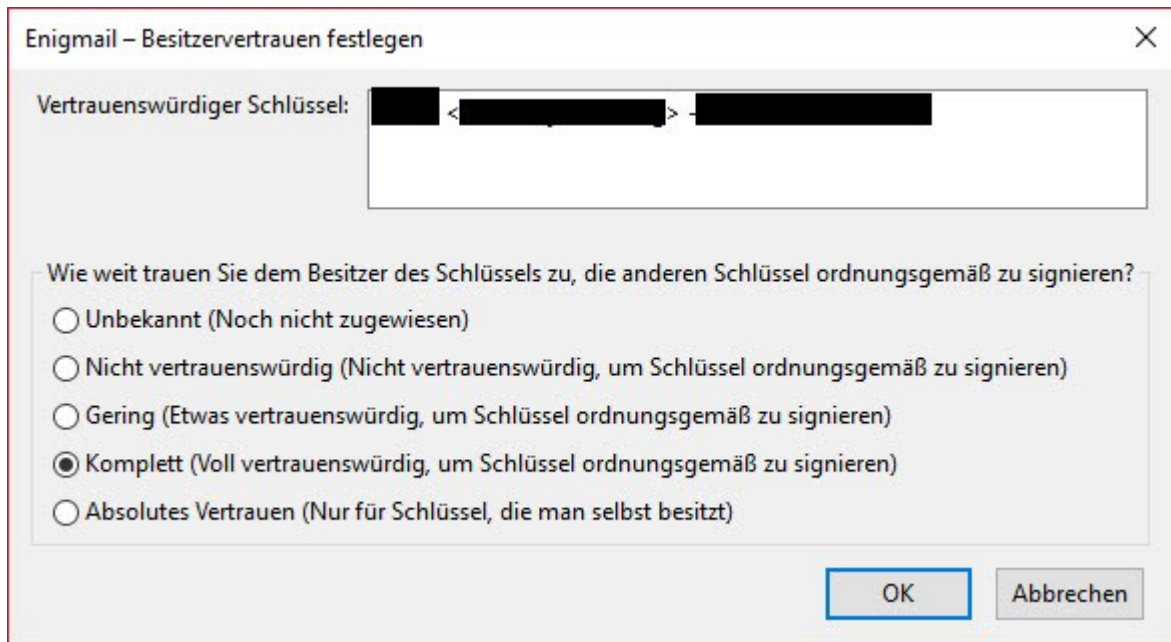 Enigmail – Besitzervertrauen festlegen
Vertrauenswürdiger Schlüssel: < > -
Wie weit trauen Sie dem Besitzer des Schlüssels zu, die anderen Schlüssel ordnungsgemäß zu signieren?
Unbekannt (Noch nicht zugewiesen)
Nicht vertrauenswürdig (Nicht vertrauenswürdig, um Schlüssel ordnungsgemäß zu signieren)
Gering (Etwas vertrauenswürdig, um Schlüssel ordnungsgemäß zu signieren)
Komplett (Voll vertrauenswürdig, um Schlüssel ordnungsgemäß zu signieren)
Absolutes Vertrauen (Nur für Schlüssel, die man selbst besitzt)
OK Abbrechen